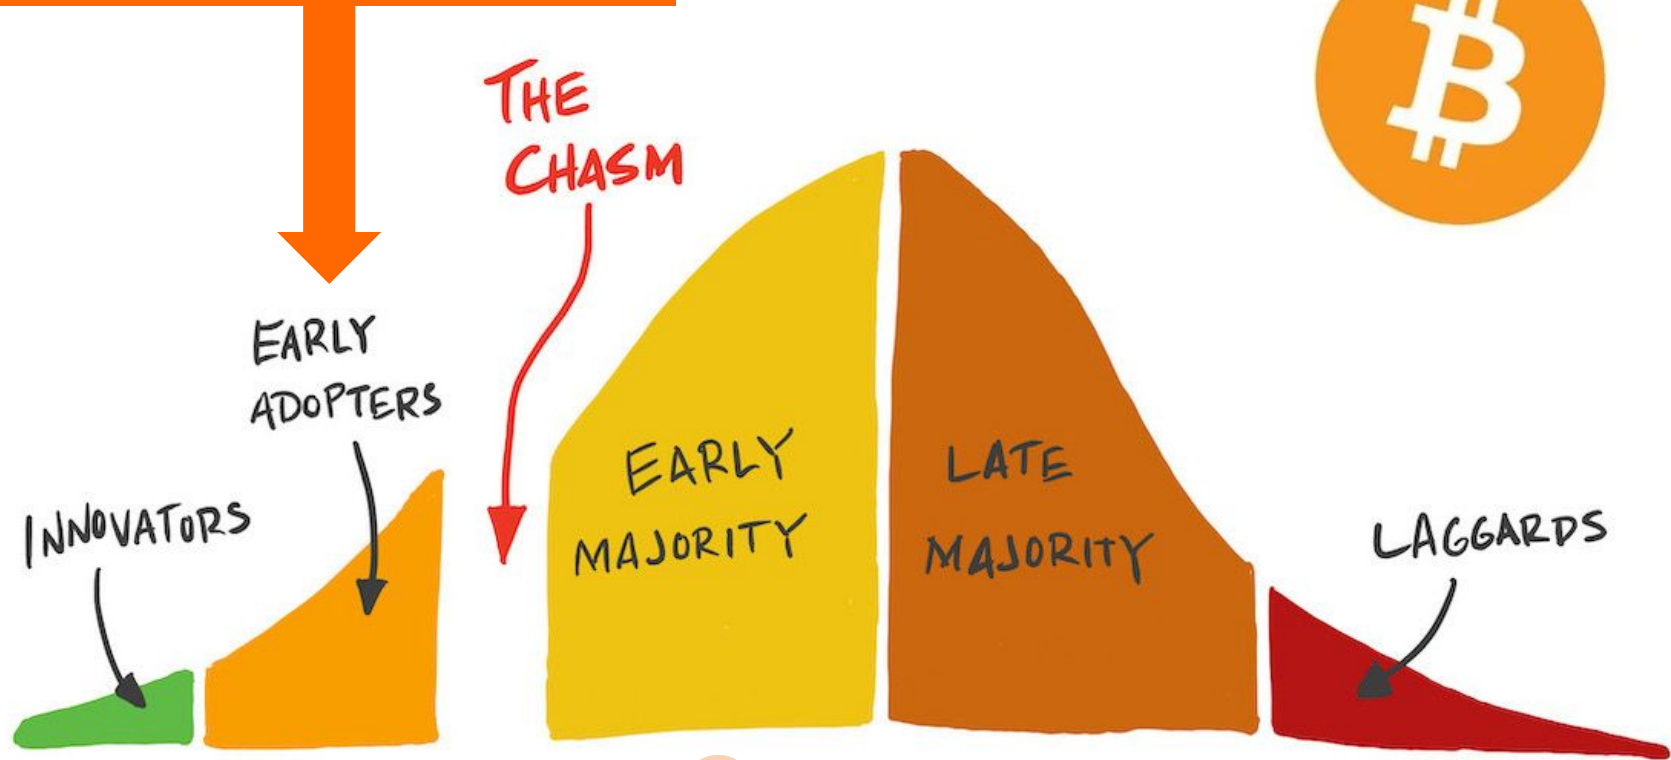 THE
CHASM
EARLY
ADOPTERS
INNOVATORS
EARLY
MAJORITY
LATE
MAJORITY
LAGGARDS